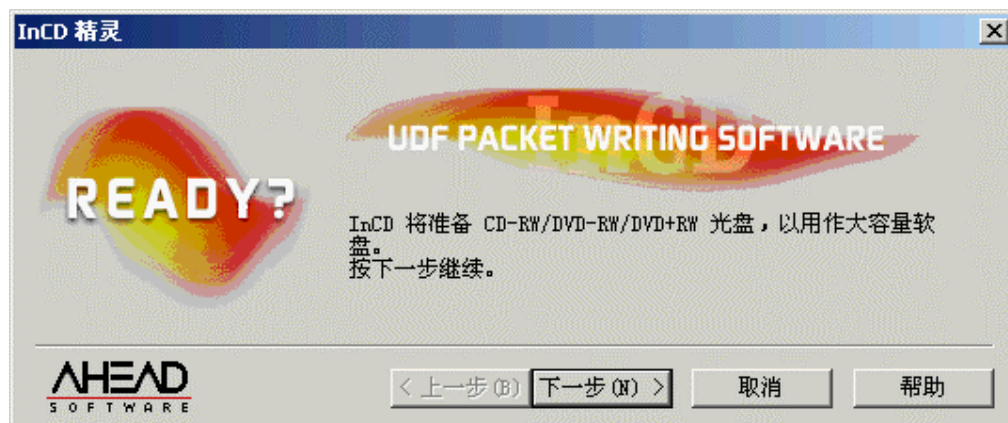 InCD 精灵
InCD
UDF PACKET WRITING SOFTWARE
READY?
InCD 将准备 CD-RW/DVD-RW/DVD+RW 光盘，以用作大容量软
盘。
按下一步继续。
AHEAD
SOFTWARE
< 上一步(B) 下一步(N) > 取消 帮助